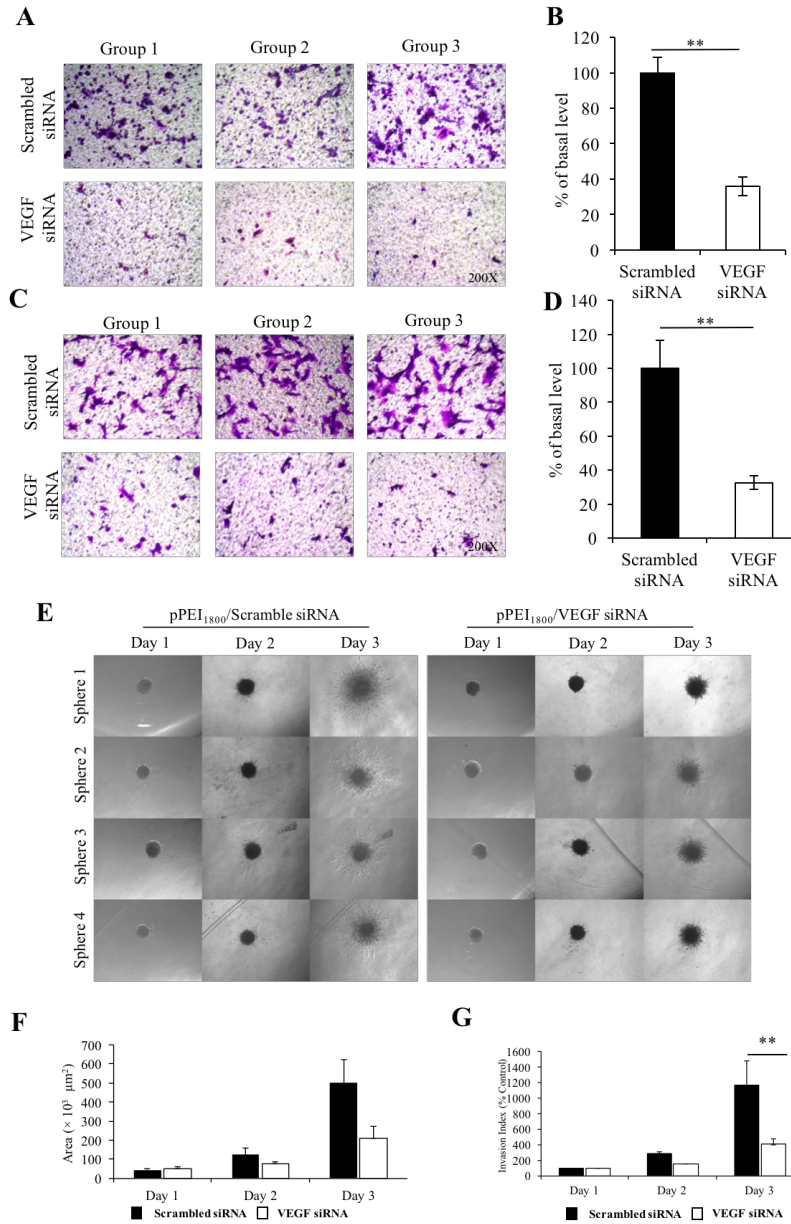 A
Group 1 Group 2 Group 3
Scrambled
siRNA
VEGF
siRNA
200X
B
% of basal level
120
100
80
60
40
20
0
**
Scrambled
siRNA
VEGF
siRNA
C
Group 1 Group 2 Group 3
Scrambled
siRNA
VEGF
siRNA
200X
D
% of basal level
140
120
100
80
60
40
20
0
**
Scrambled
siRNA
VEGF
siRNA
E
pPEI1800/Scramble siRNA pPEI1800/VEGF siRNA
Day 1 Day 2 Day 3 Day 1 Day 2 Day 3
Sphere 1
Sphere 2
Sphere 3
Sphere 4
F
Area (× 10³ μm²)
700
600
500
400
300
200
100
0
Day 1 Day 2 Day 3
Scrambled siRNA VEGF siRNA
G
Invasion Index (% Control)
1600
1400
1200
1000
800
600
400
200
0
**
Day 1 Day 2 Day 3
Scrambled siRNA VEGF siRNA